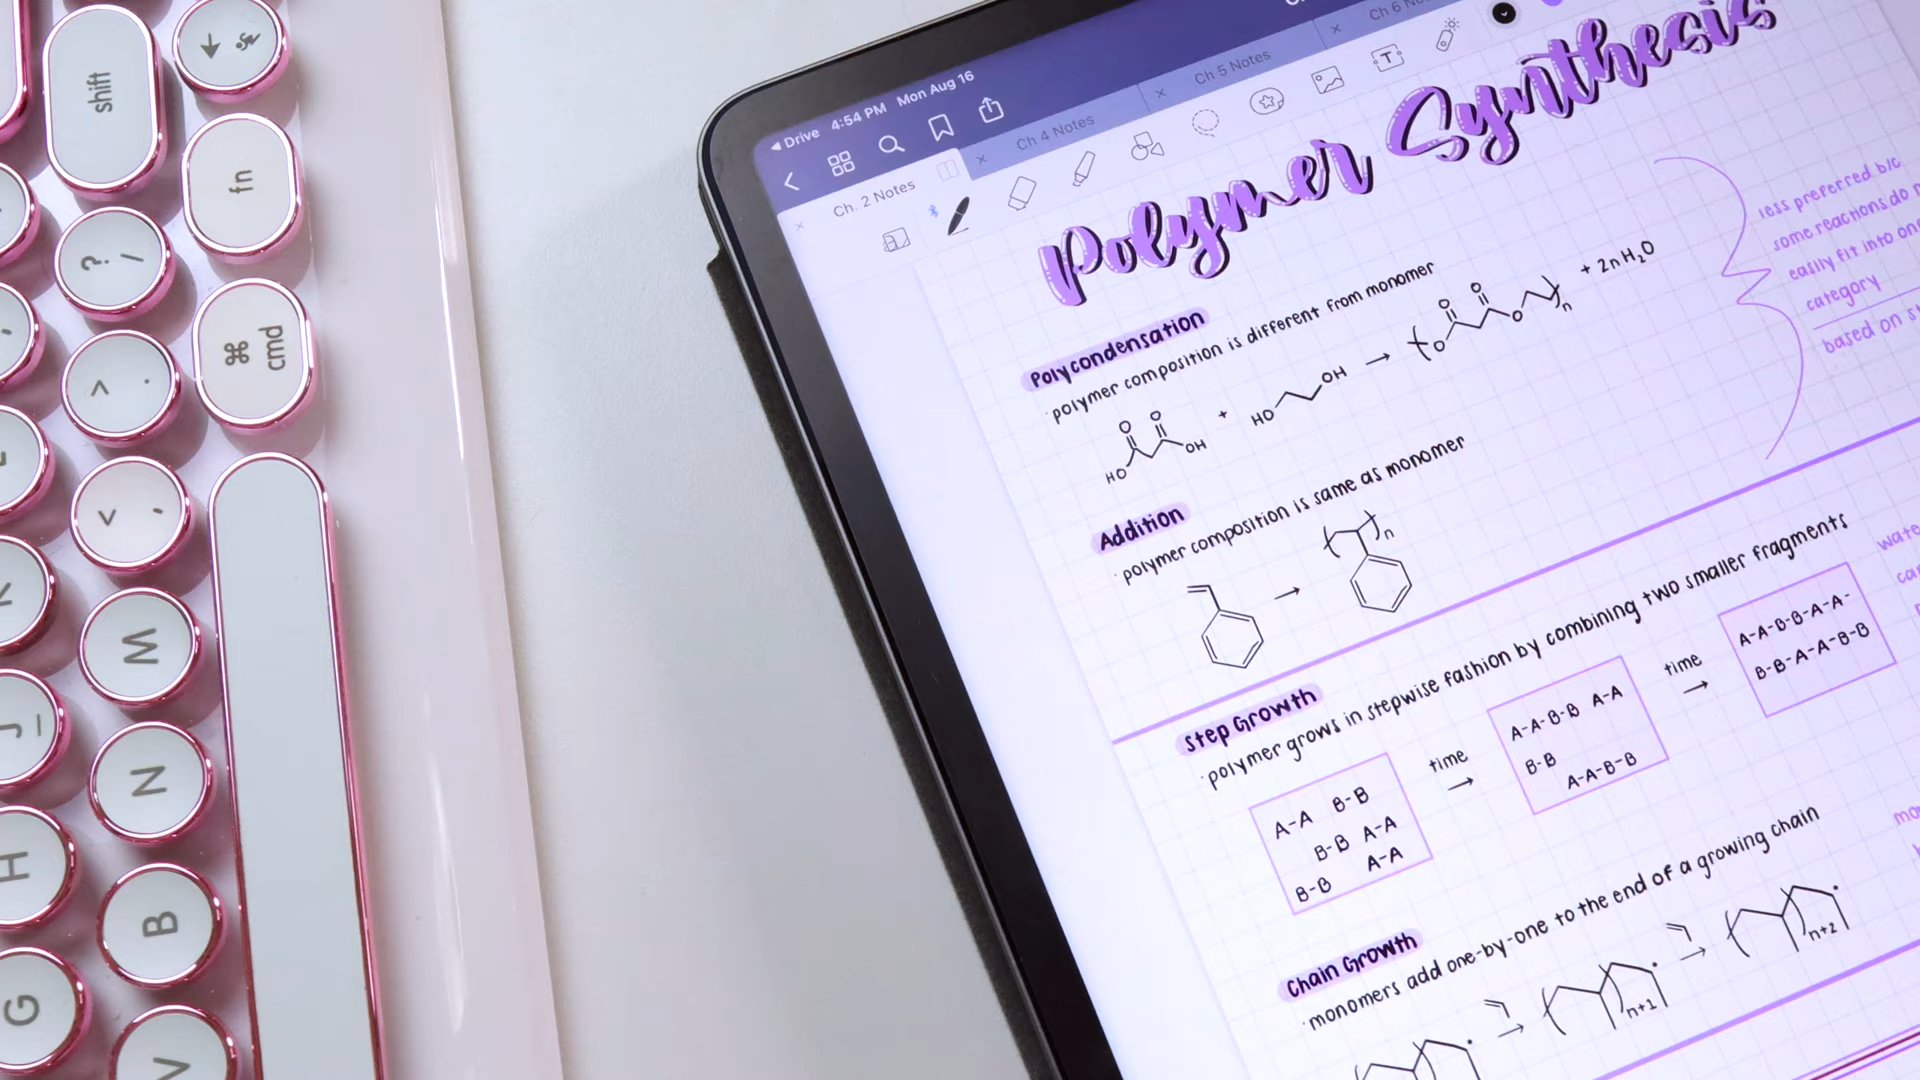 shift
fn
? /
> .
⌘ cmd
< ,
M
N
J
H
B
G
V
◀ Drive 4:54 PM Mon Aug 16
Ch. 2 Notes
Ch 4 Notes
Ch 5 Notes
Ch 6
T
Polymer Synthesis
Polycondensation
· polymer composition is different from monomer
HO O O OH + HO OH → ( O O O O ) n + 2n H₂O
less preferred b/c
some reactions do
easily fit into
category
based on
Addition
· polymer composition is same as monomer
→ ( ) n
Step Growth
· polymer grows in stepwise fashion by combining two smaller fragments
A-A B-B
B-B A-A
A-A
B-B
time →
A-A-B-B A-A
B-B
A-A-B-B
time →
A-A-B-B-A-A-
B-B-A-A-B-B
Chain Growth
· monomers add one-by-one to the end of a growing chain
→ n+1 → n+2